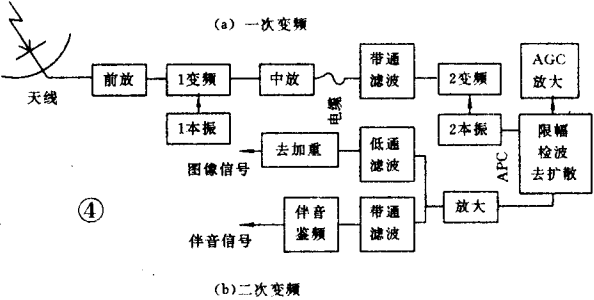 (a) 一次变频
天线
前放
1变频
1本振
中放
电缆
带通
滤波
2变频
2本振
AGC
放大
限幅
检波
去扩散
APC
放大
低通
滤波
去加重
图像信号
带通
滤波
伴音
鉴频
伴音信号
④
(b)二次变频